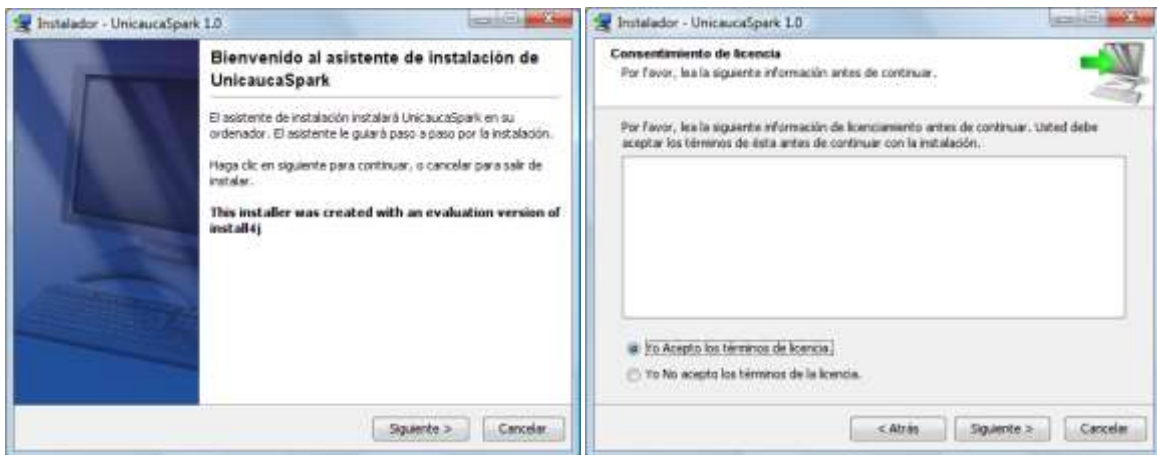 Instalador - UnicaucaSpark 1.0
Bienvenido al asistente de instalación de
UnicaucaSpark
El asistente de instalación instalará UnicaucaSpark en su
ordenador. El asistente le guiará paso a paso por la instalación.
Haga clic en siguiente para continuar, o cancelar para salir de
instalar.
This installer was created with an evaluation version of
install4j
Siguiente >
Cancelar
Instalador - UnicaucaSpark 1.0
Consentimiento de licencia
Por favor, lea la siguiente información antes de continuar.
Por favor, lea la siguiente información de licenciamiento antes de continuar. Usted debe
aceptar los términos de ésta antes de continuar con la instalación.
Yo Acepto los términos de licencia.
Yo No acepto los términos de la licencia.
< Atrás
Siguiente >
Cancelar